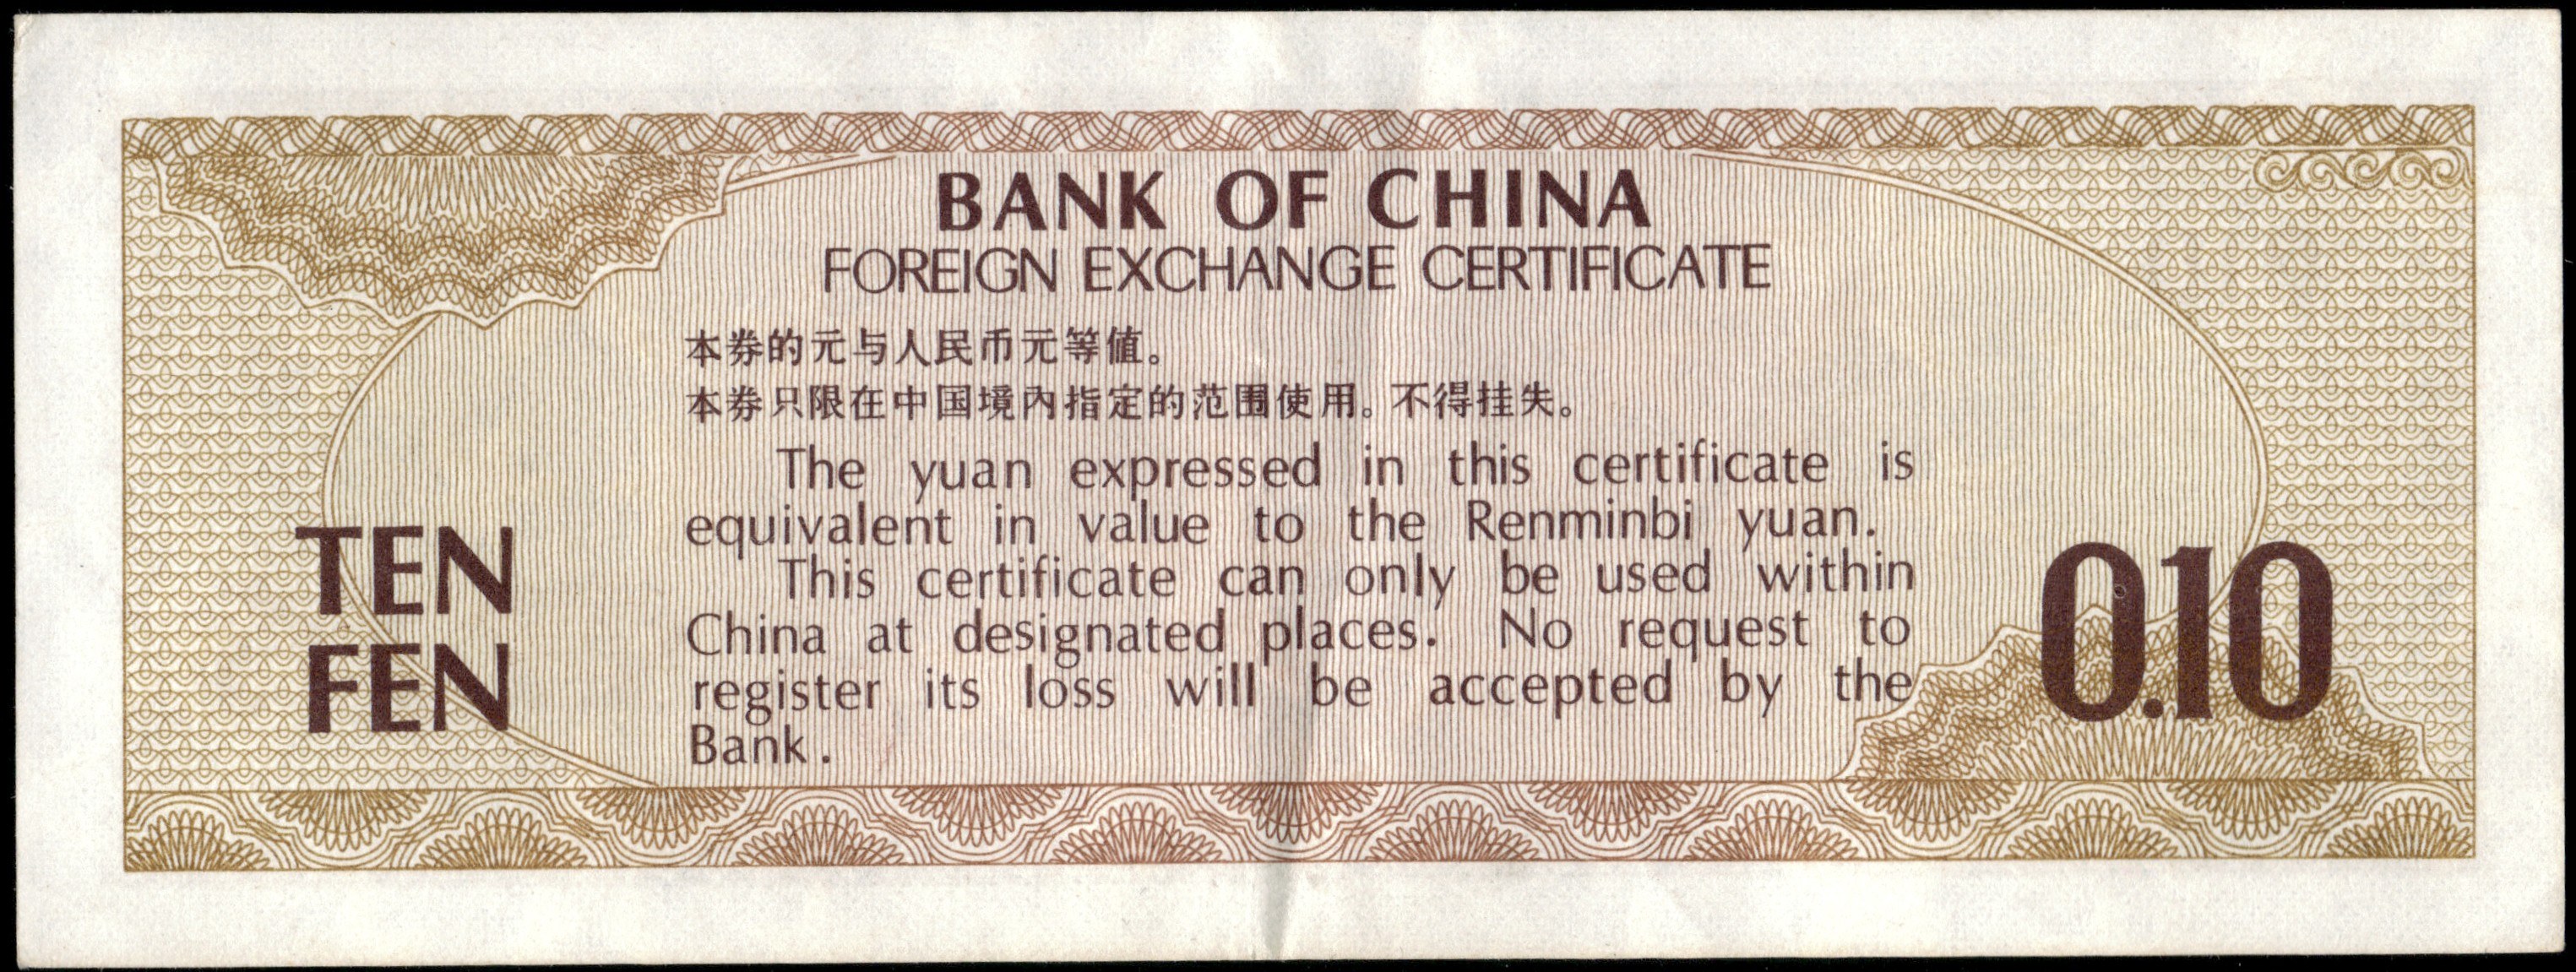 BANK OF CHINA
FOREIGN EXCHANGE CERTIFICATE
本券的元与人民币元等値。
本券只限在中国境內指定的范围使用。不得挂失。
The yuan expressed in this certificate is
equivalent in value to the Renminbi yuan.
This certificate can only be used within
China at designated places. No request to
register its loss will be accepted by the
Bank.
TEN
FEN
0.10